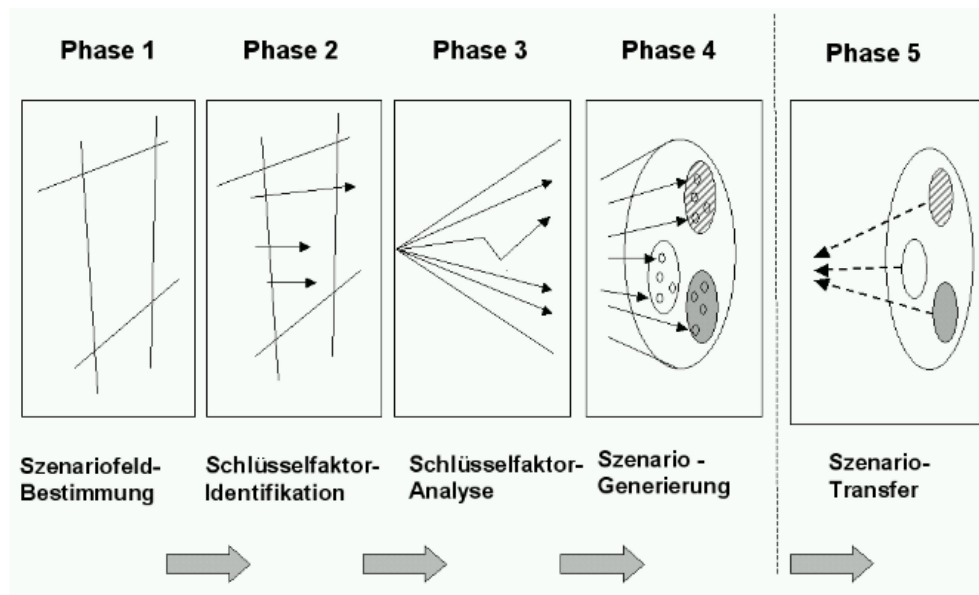 Phase 1
Phase 2
Phase 3
Phase 4
Phase 5
Szenariofeld-
Bestimmung
Schlüsselfaktor-
Identifikation
Schlüsselfaktor-
Analyse
Szenario -
Generierung
Szenario-
Transfer